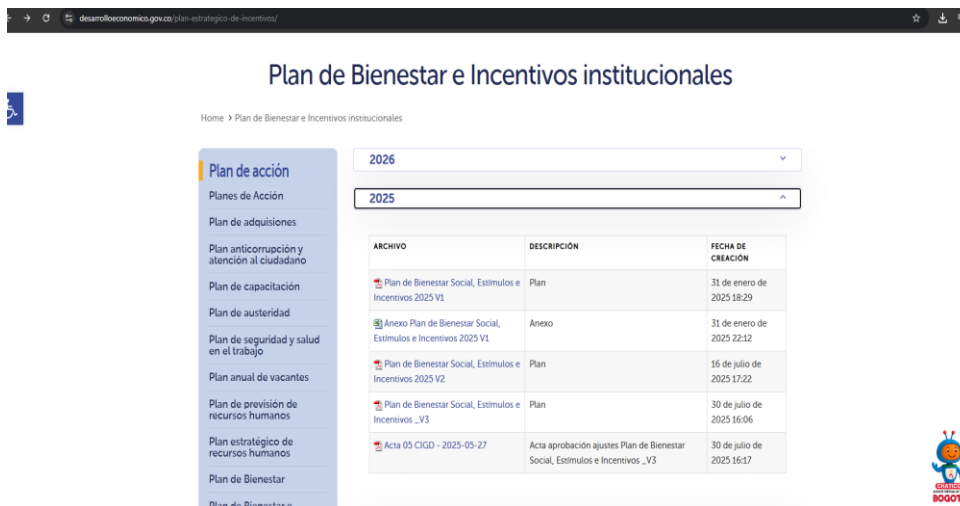 desarrolloeconomico.gov.co/plan-estrategico-de-incentivos/
Plan de Bienestar e Incentivos institucionales
Home > Plan de Bienestar e Incentivos institucionales
Plan de acción
Planes de Acción
Plan de adquisiones
Plan anticorrupción y
atención al ciudadano
Plan de capacitación
Plan de austeridad
Plan de seguridad y salud
en el trabajo
Plan anual de vacantes
Plan de previsión de
recursos humanos
Plan estratégico de
recursos humanos
Plan de Bienestar
Plan de Bienestar e
2026
2025
ARCHIVO DESCRIPCIÓN FECHA DE
CREACIÓN
Plan de Bienestar Social, Estímulos e Plan 31 de enero de
Incentivos 2025 V1 2025 18:29
Anexo Plan de Bienestar Social, Anexo 31 de enero de
Estímulos e Incentivos 2025 V1 2025 22:12
Plan de Bienestar Social, Estímulos e Plan 16 de julio de
Incentivos 2025 V2 2025 17:22
Plan de Bienestar Social, Estímulos e Plan 30 de julio de
Incentivos _V3 2025 16:06
Acta 05 CIGD - 2025-05-27 Acta aprobación ajustes Plan de Bienestar 30 de julio de
Social, Estímulos e Incentivos _V3 2025 16:17
CHATICO
BOGOT